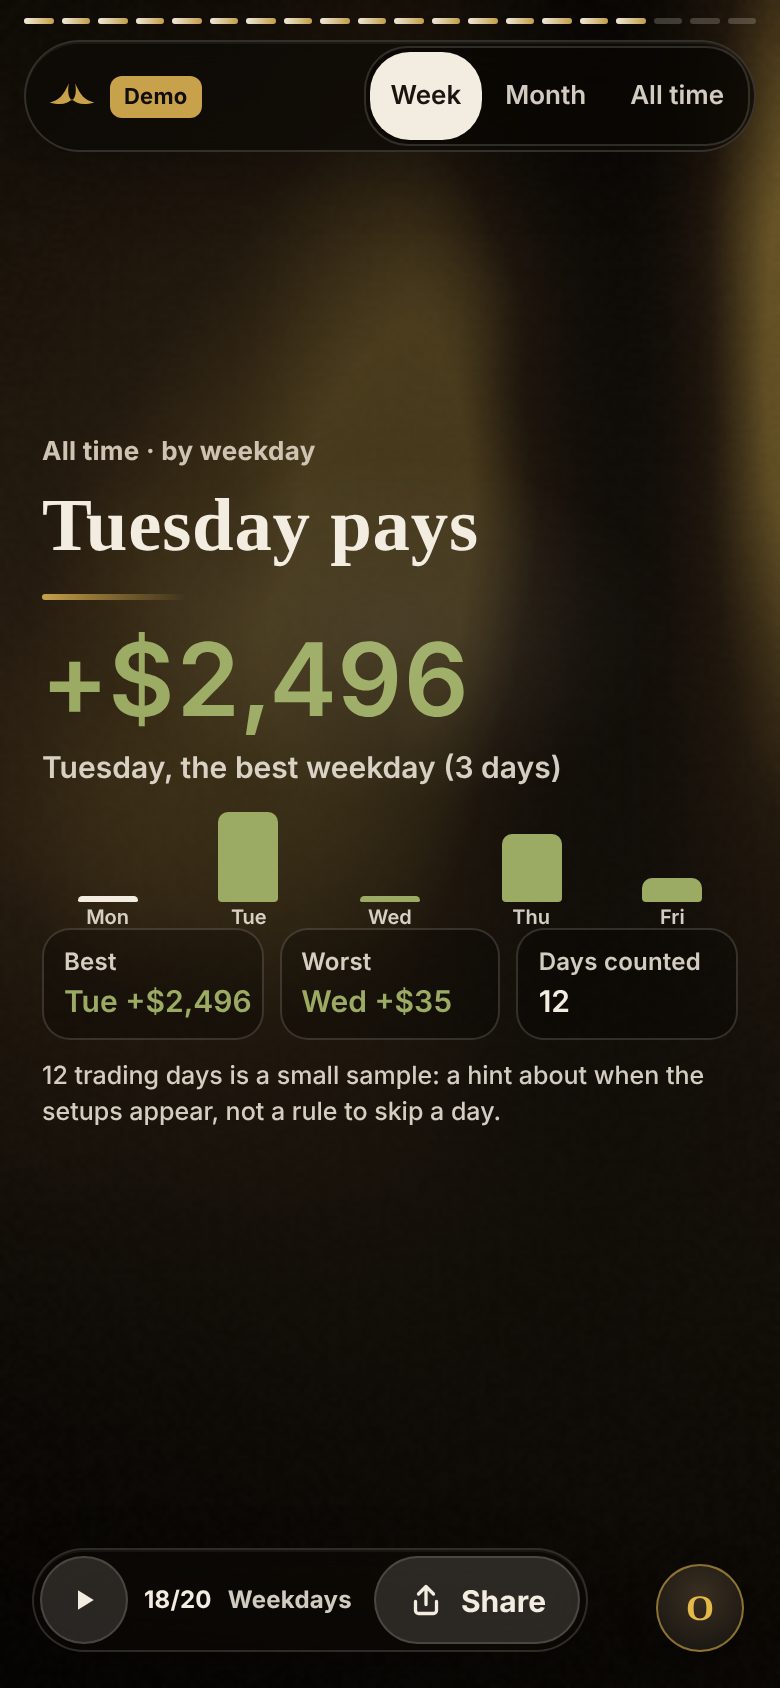 Demo
Week Month All time
All time · by weekday
Tuesday pays
+$2,496
Tuesday, the best weekday (3 days)
Mon Tue Wed Thu Fri
Best Worst Days counted
Tue +$2,496 Wed +$35 12
12 trading days is a small sample: a hint about when the
setups appear, not a rule to skip a day.
18/20 Weekdays Share O